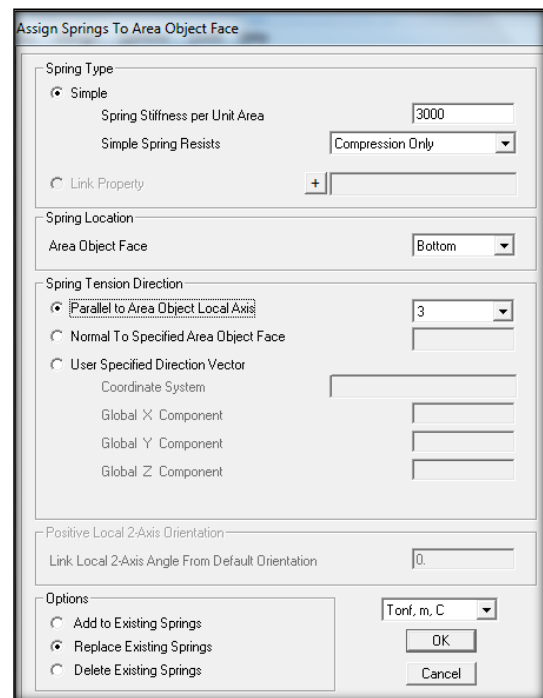 Assign Springs To Area Object Face
Spring Type
Simple
Spring Stiffness per Unit Area 3000
Simple Spring Resists Compression Only
Link Property +
Spring Location
Area Object Face Bottom
Spring Tension Direction
Parallel to Area Object Local Axis 3
Normal To Specified Area Object Face
User Specified Direction Vector
Coordinate System
Global X Component
Global Y Component
Global Z Component
Positive Local 2-Axis Orientation
Link Local 2-Axis Angle From Default Orientation 0.
Options
Add to Existing Springs
Replace Existing Springs
Delete Existing Springs
Tonf, m, C
OK
Cancel